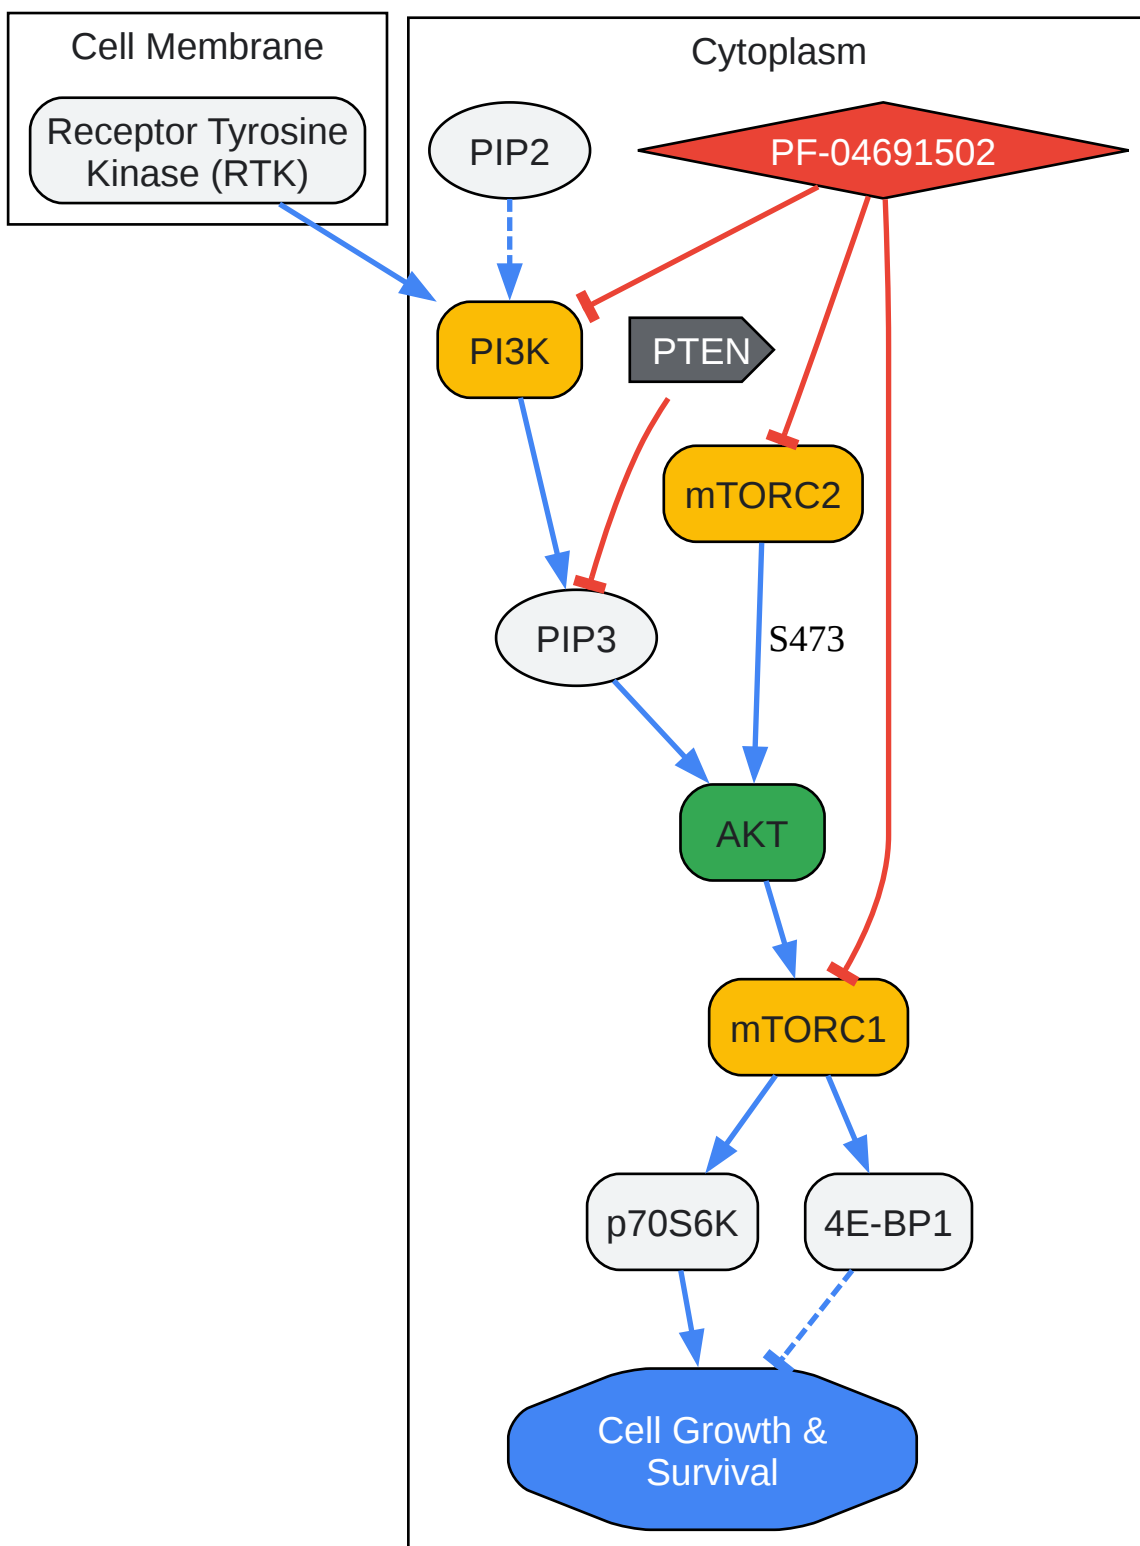 Cell Membrane
Receptor Tyrosine
Kinase (RTK)
Cytoplasm
PIP2
PF-04691502
PI3K
PTEN
mTORC2
PIP3
S473
AKT
mTORC1
p70S6K
4E-BP1
Cell Growth &
Survival